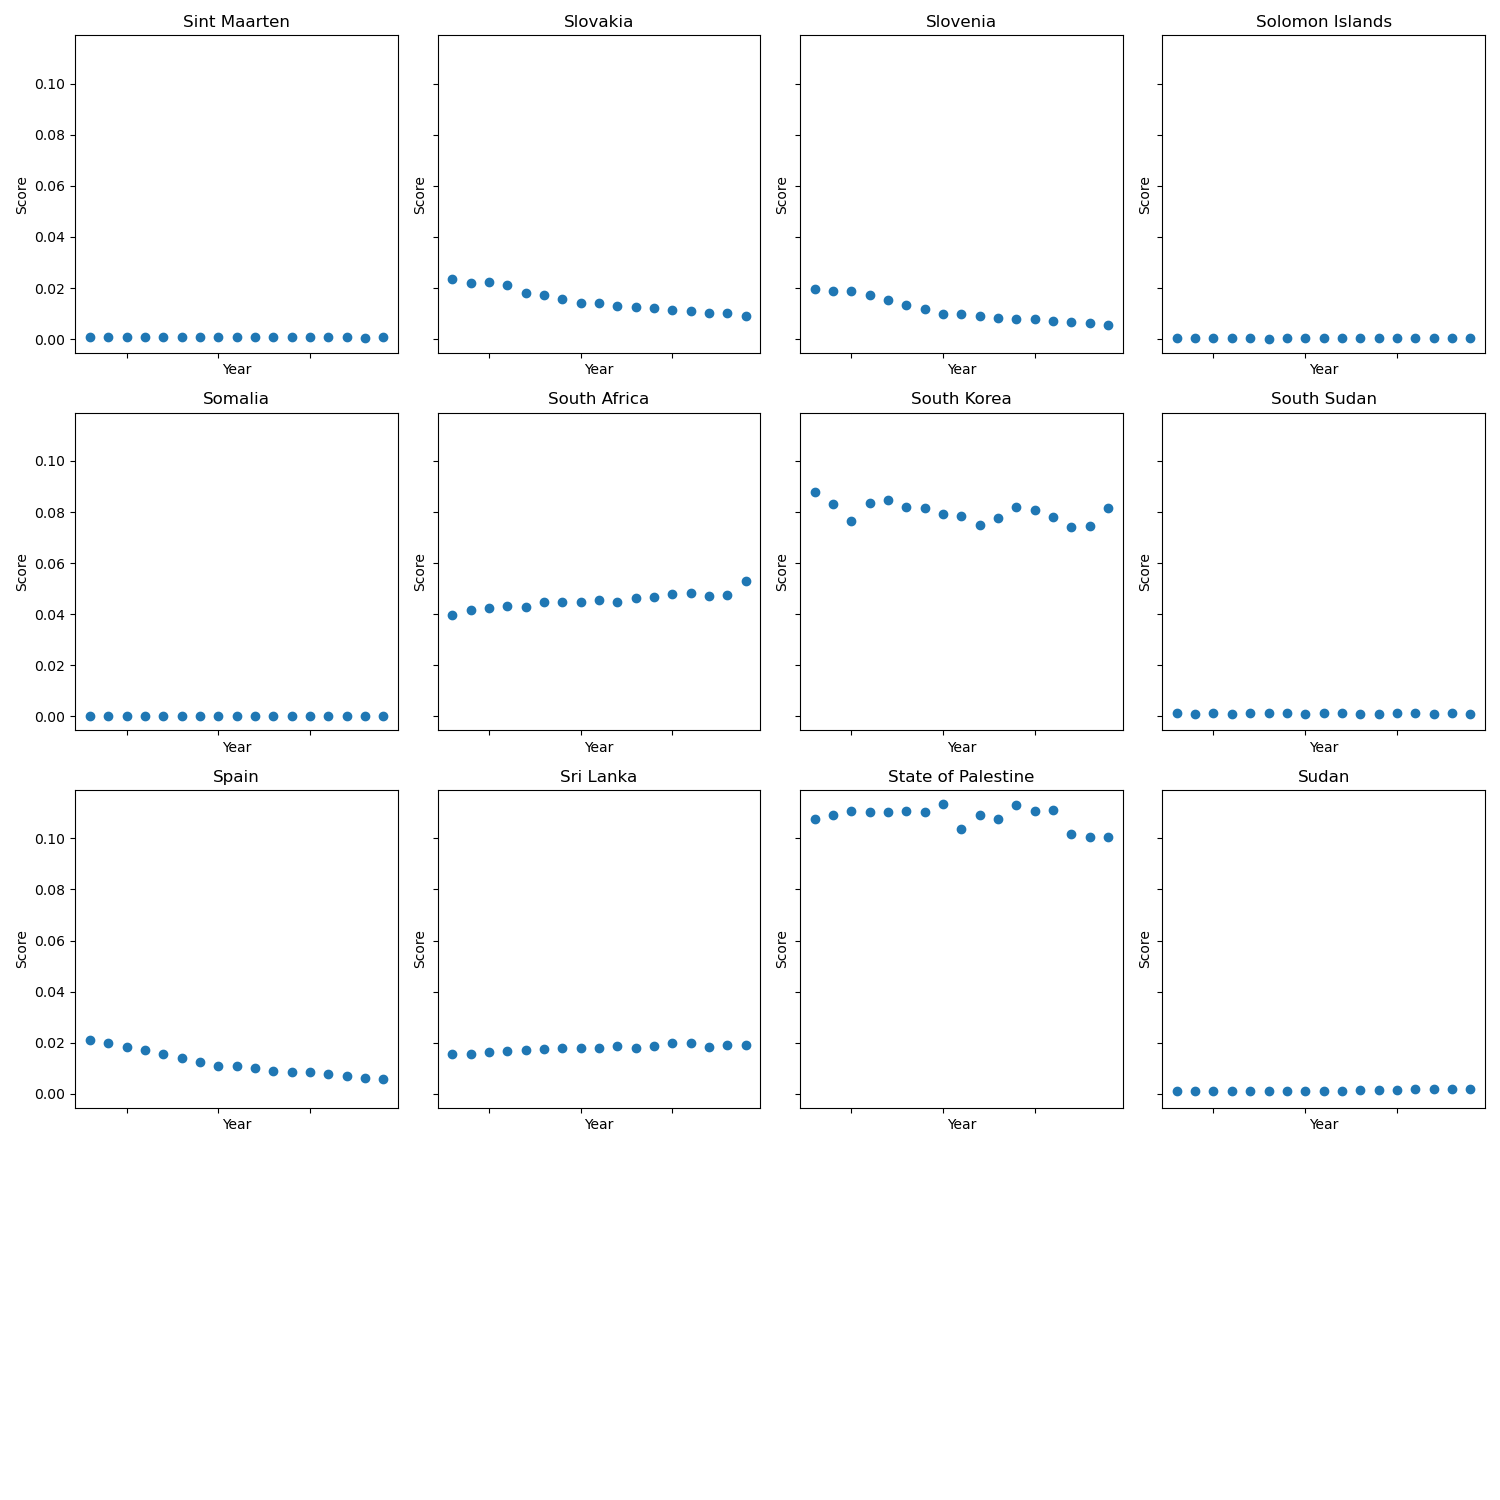 Sint Maarten
Slovakia
Slovenia
Solomon Islands
0.10
0.08
0.06
0.04
0.02
0.00
Score
Score
Score
Score
Year
Year
Year
Year
Somalia
South Africa
South Korea
South Sudan
0.10
0.08
0.06
0.04
0.02
0.00
Score
Score
Score
Score
Year
Year
Year
Year
Spain
Sri Lanka
State of Palestine
Sudan
0.10
0.08
0.06
0.04
0.02
0.00
Score
Score
Score
Score
Year
Year
Year
Year